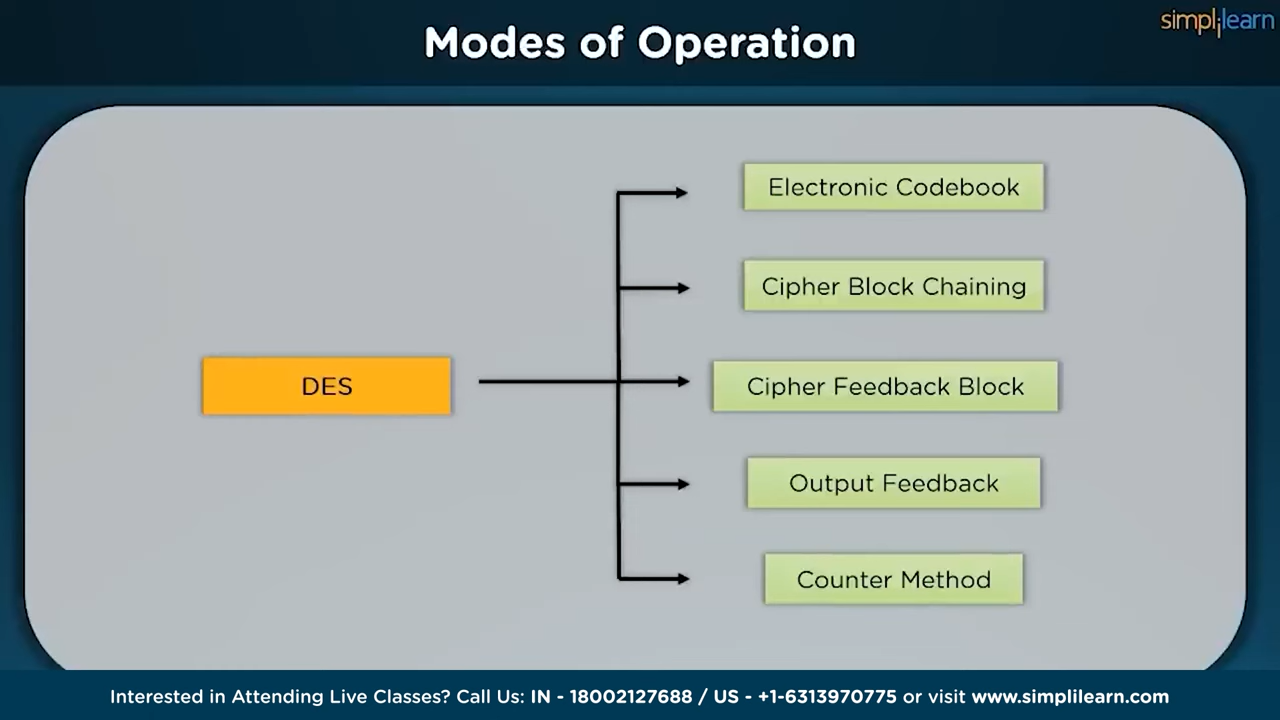 Modes of Operation
simplilearn
Electronic Codebook
Cipher Block Chaining
DES
Cipher Feedback Block
Output Feedback
Counter Method
Interested in Attending Live Classes? Call Us: IN - 18002127688 / US - +1-6313970775 or visit www.simplilearn.com